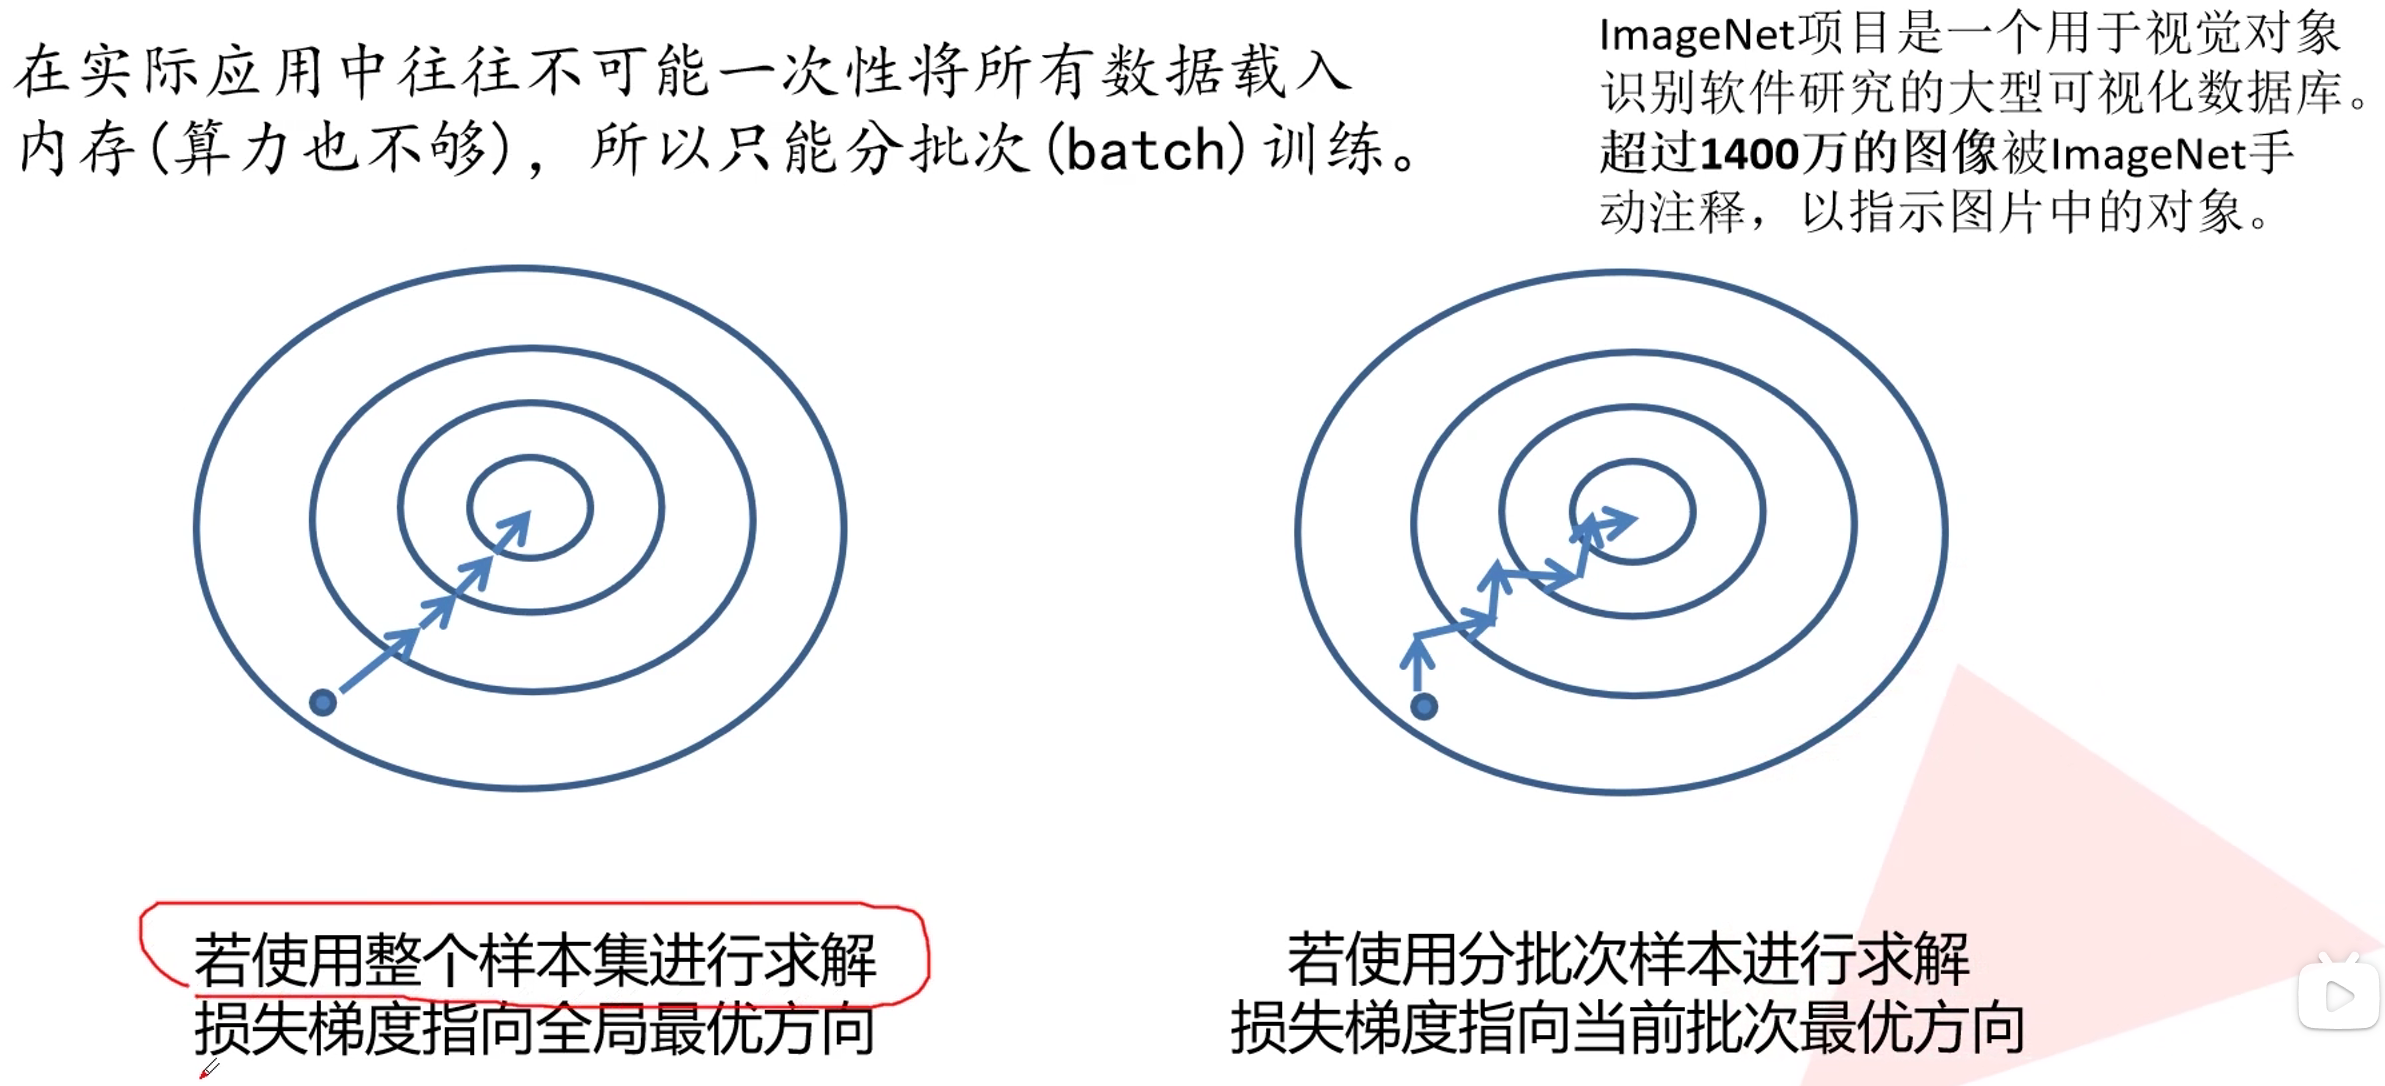 在实际应用中往往不可能一次性将所有数据载入
内存(算力也不够)，所以只能分批次(batch)训练。
ImageNet项目是一个用于视觉对象
识别软件研究的大型可视化数据库。
超过1400万的图像被ImageNet手
动注释，以指示图片中的对象。
若使用整个样本集进行求解
损失梯度指向全局最优方向
若使用分批次样本进行求解
损失梯度指向当前批次最优方向